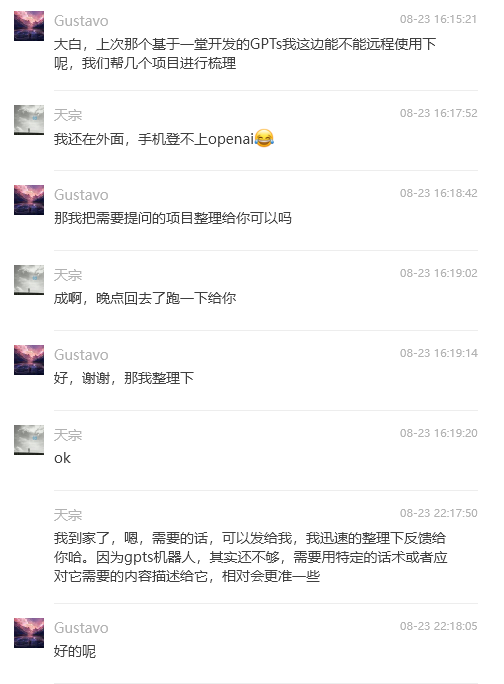 Gustavo 08-23 16:15:21
大白，上次那个基于一堂开发的GPTs我这边能不能远程使用下
呢，我们帮几个项目进行梳理
天宗 08-23 16:17:52
我还在外面，手机登不上openai😂
Gustavo 08-23 16:18:42
那我把需要提问的项目整理给你可以吗
天宗 08-23 16:19:02
成啊，晚点回去了跑一下给你
Gustavo 08-23 16:19:14
好，谢谢，那我整理下
天宗 08-23 16:19:20
ok
天宗 08-23 22:17:50
我到家了，嗯，需要的话，可以发给我，我迅速的整理下反馈给
你哈。因为gpts机器人，其实还不够，需要用特定的话术或者应
对它需要的内容描述给它，相对会更准一些
Gustavo 08-23 22:18:05
好的呢